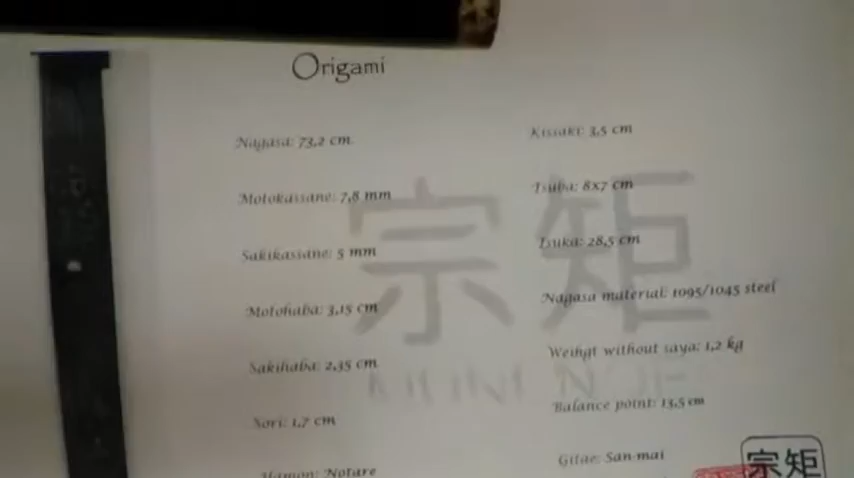 Origami
Nagasa: 73,2 cm
Motokassane: 7,8 mm
Sakikassane: 5 mm
Motohaba: 3,15 cm
Sakihaba: 2,35 cm
Sori: 1,7 cm
Hamon: Notare
Kissaki: 3,5 cm
Tsuba: 8x7 cm
Tsuka: 28,5 cm
Nagasa material: 1095/1045 steel
Weihgt without saya: 1,2 kg
Balance point: 13,5 cm
Gitae: San-mai
宗矩
宗矩